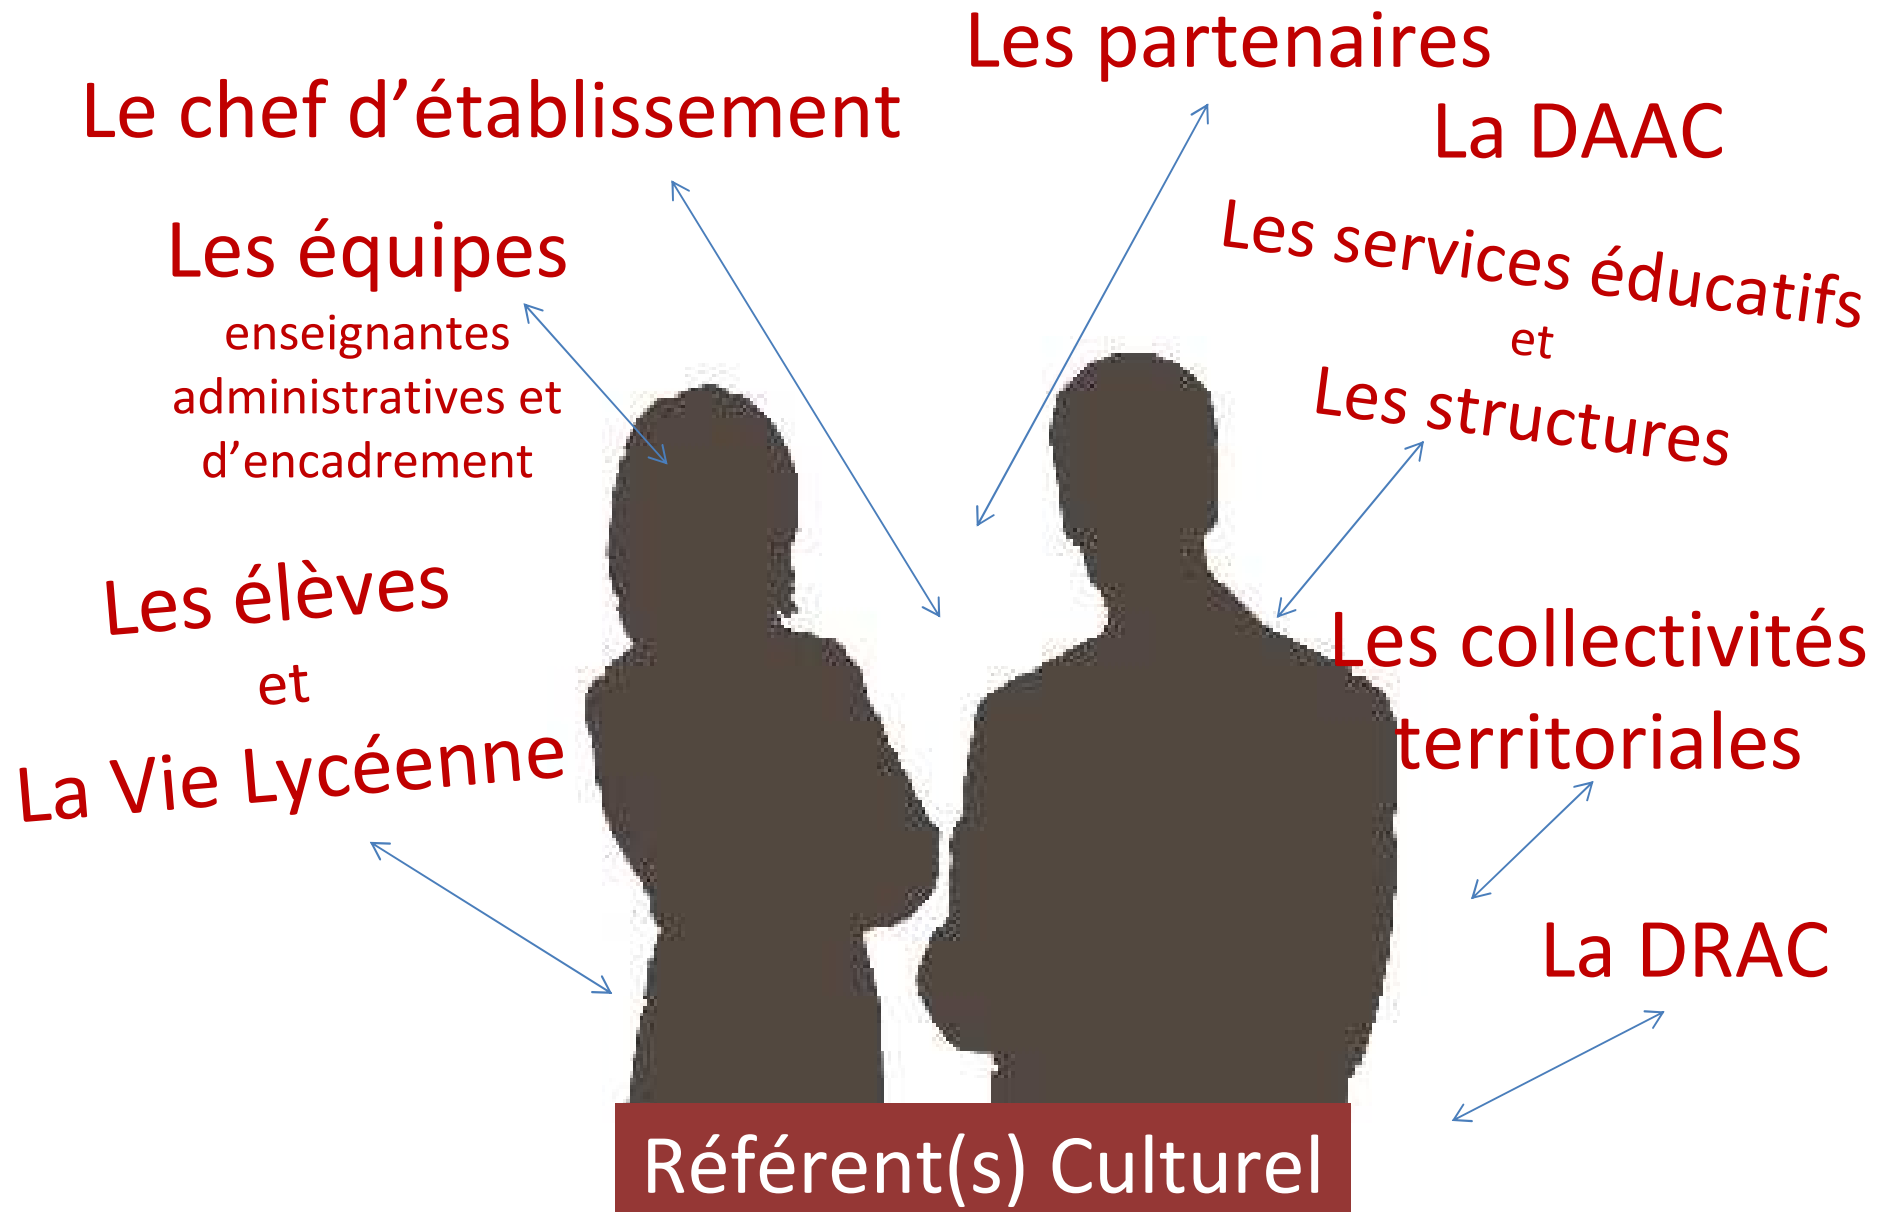 Les partenaires
Le chef d’établissement
La DAAC
Les équipes
enseignantes
administratives et
d’encadrement
Les services éducatifs
et
Les structures
Les élèves
et
La Vie Lycéenne
Les collectivités
territoriales
La DRAC
Référent(s) Culturel